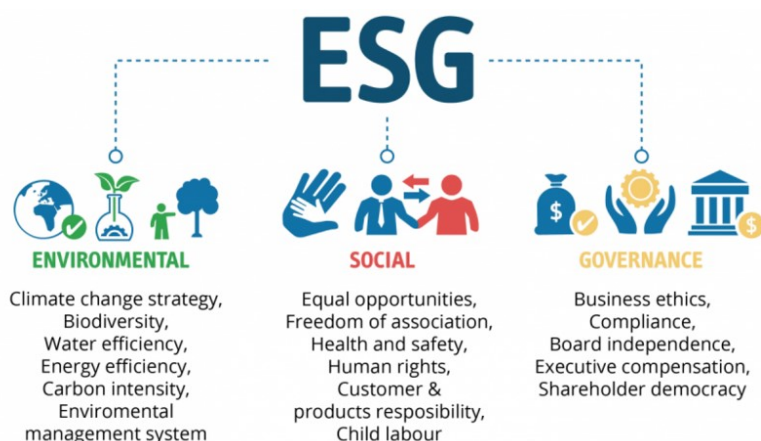 ESG
ENVIRONMENTAL
Climate change strategy,
Biodiversity,
Water efficiency,
Energy efficiency,
Carbon intensity,
Enviromental
management system
SOCIAL
Equal opportunities,
Freedom of association,
Health and safety,
Human rights,
Customer &
products resposibility,
Child labour
$
$
GOVERNANCE
Business ethics,
Compliance,
Board independence,
Executive compensation,
Shareholder democracy